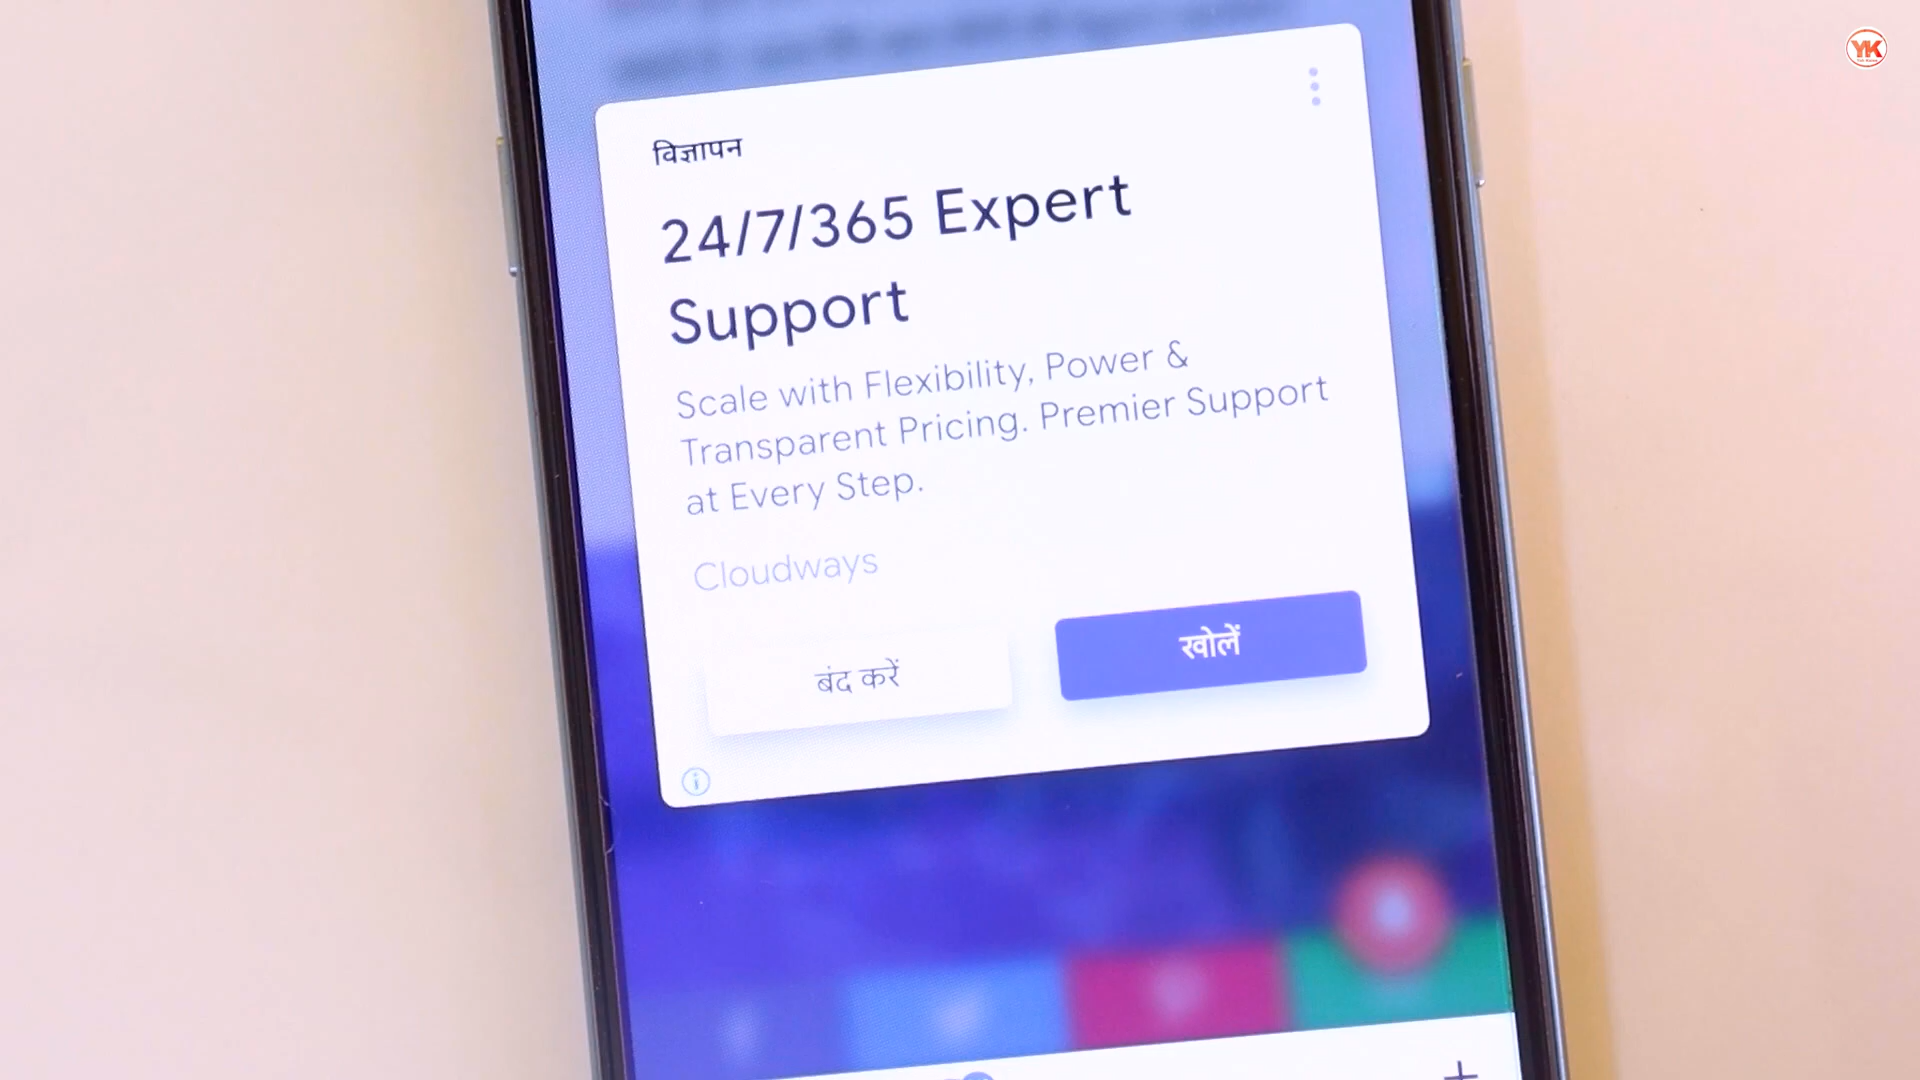 YK
विज्ञापन
24/7/365 Expert
Support
Scale with Flexibility, Power &
Transparent Pricing. Premier Support
at Every Step.
Cloudways
बंद करें
खोलें